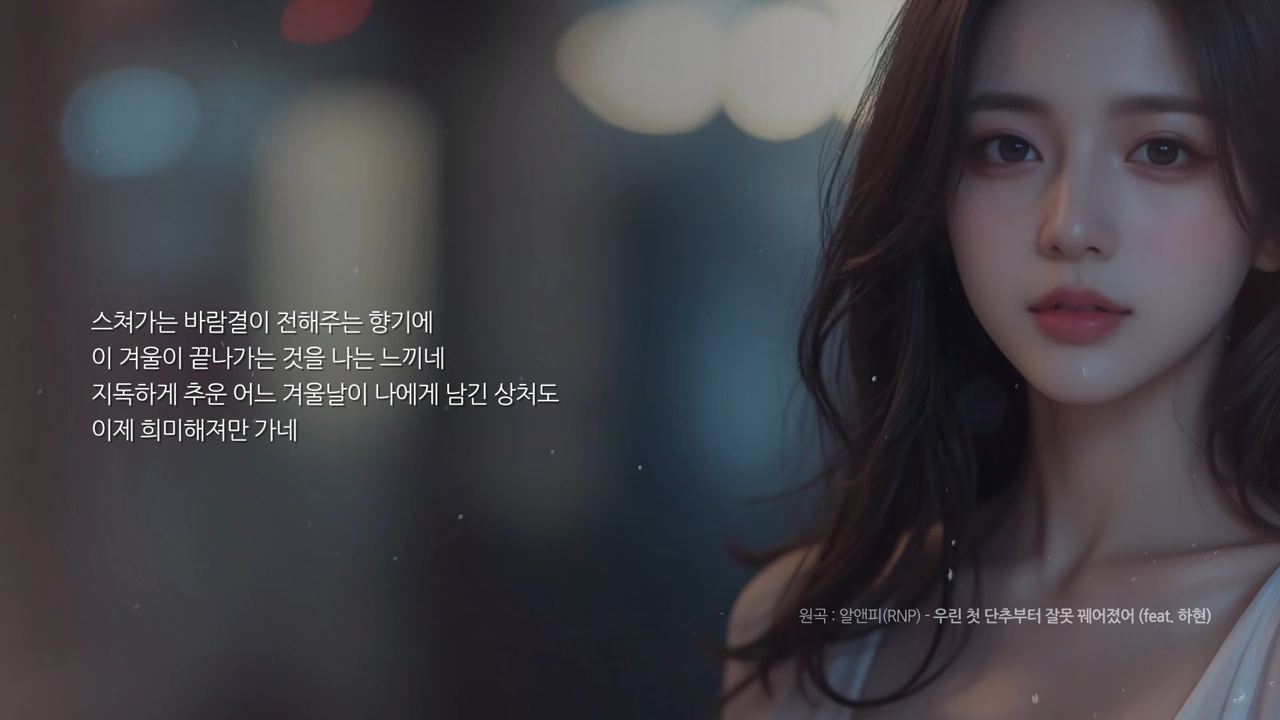 스쳐가는 바람결이 전해주는 향기에
이 겨울이 끝나가는 것을 나는 느끼네
지독하게 추운 어느 겨울날이 나에게 남긴 상처도
이제 희미해져만 가네
원곡 : 알앤피(RNP) - 우린 첫 단추부터 잘못 꿰어졌어 (feat. 하현)